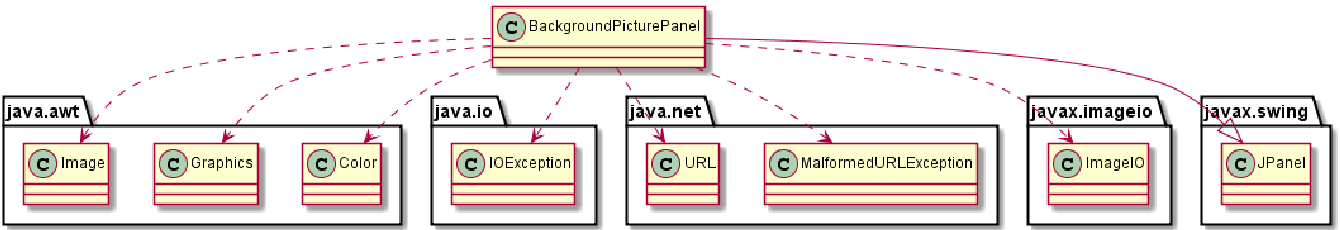 C BackgroundPicturePanel
java.awt
java.io
java.net
javax.imageio
javax.swing
C Image
C Graphics
C Color
C IOException
C URL
C MalformedURLException
C ImageIO
C JPanel